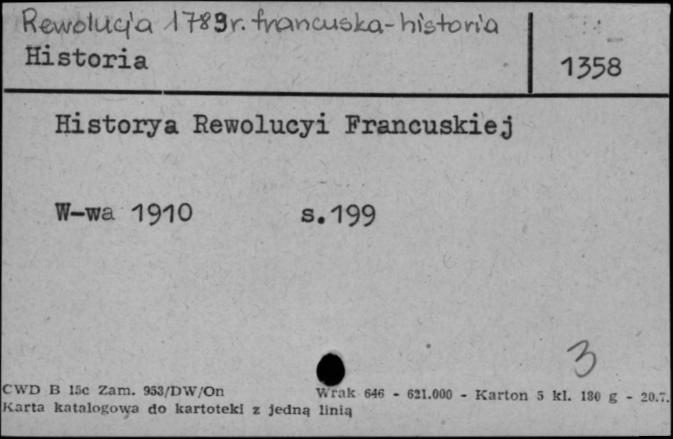 Rewolucja 1789r. francuska-historia
Historia
1358
Historya Rewolucyi Francuskiej
W-wa 1910 s.199
3
CWD B 15c Zam. 953/DW/On Wrak 646 - 621.000 - Karton 5 kl. 180 g - 20.7.
Karta katalogowa do kartoteki z jedną linią